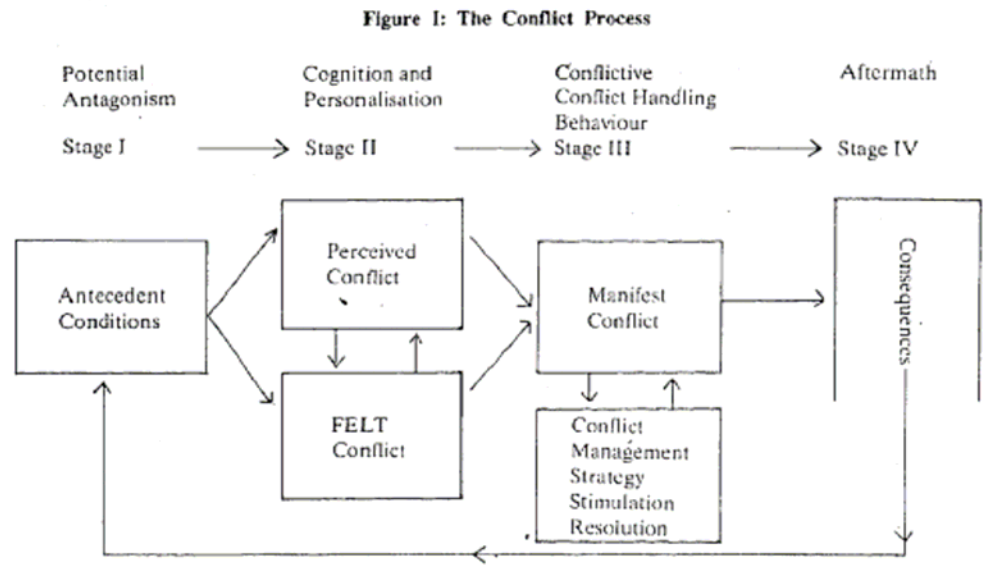 Figure I: The Conflict Process
Potential
Antagonism
Stage I
Cognition and
Personalisation
Stage II
Conflictive
Conflict Handling
Behaviour
Stage III
Aftermath
Stage IV
Antecedent
Conditions
Perceived
Conflict
FELT
Conflict
Manifest
Conflict
Conflict
Management
Strategy
Stimulation
Resolution
Consequences